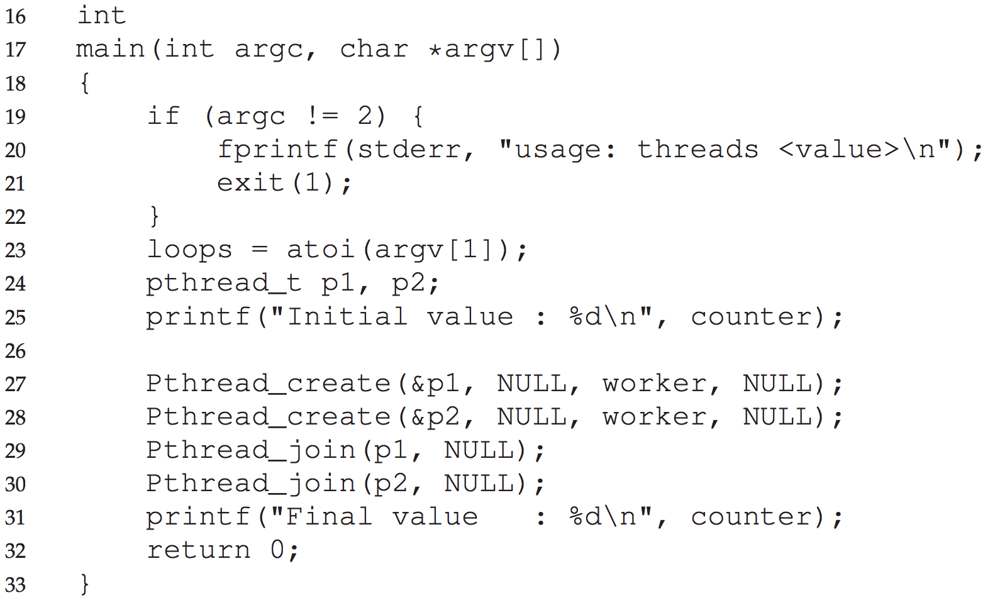 16 int
17 main(int argc, char *argv[])
18 {
19     if (argc != 2) {
20         fprintf(stderr, "usage: threads <value>\n");
21         exit(1);
22     }
23     loops = atoi(argv[1]);
24     pthread_t p1, p2;
25     printf("Initial value : %d\n", counter);
26
27     Pthread_create(&p1, NULL, worker, NULL);
28     Pthread_create(&p2, NULL, worker, NULL);
29     Pthread_join(p1, NULL);
30     Pthread_join(p2, NULL);
31     printf("Final value   : %d\n", counter);
32     return 0;
33 }